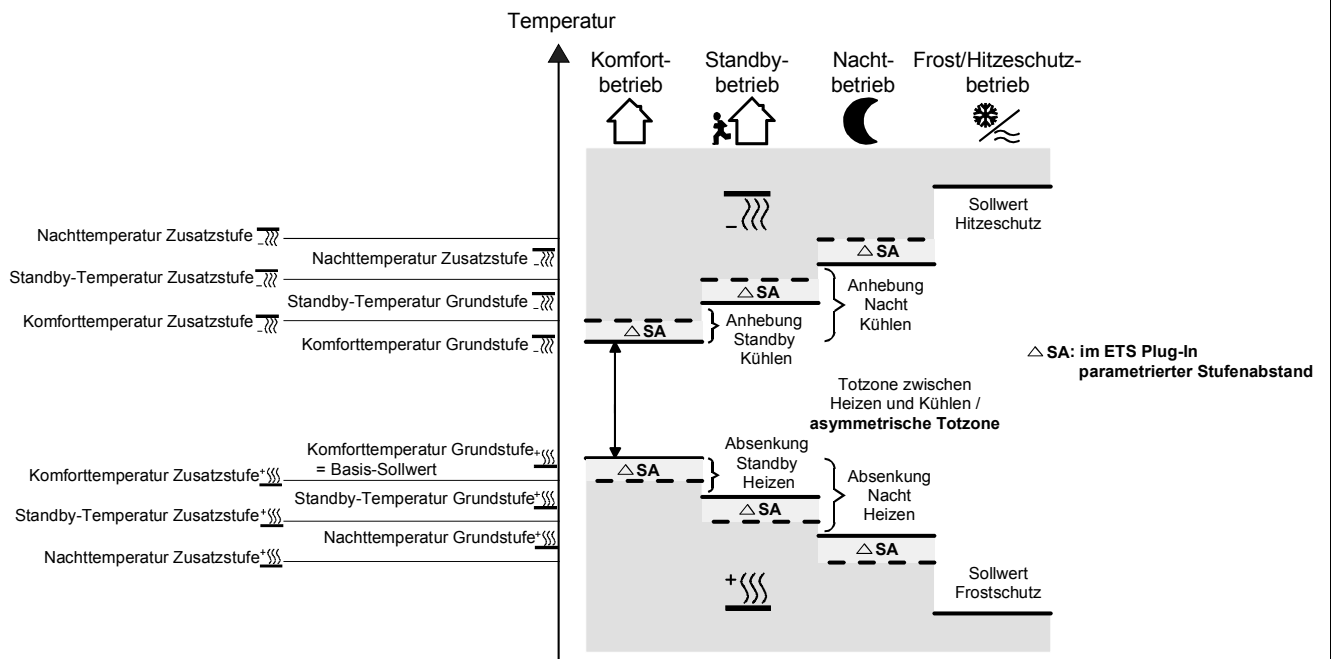 Temperatur
Komfort-
betrieb
Standby-
betrieb
Nacht-
betrieb
Frost/Hitzeschutz-
betrieb
Sollwert
Hitzeschutz
Nachttemperatur Zusatzstufe
Nachttemperatur Zusatzstufe
Standby-Temperatur Zusatzstufe
Standby-Temperatur Grundstufe
Komforttemperatur Zusatzstufe
Komforttemperatur Grundstufe
△ SA
△ SA
△ SA
Anhebung
Nacht
Kühlen
Anhebung
Standby
Kühlen
△ SA: im ETS Plug-In
parametrierter Stufenabstand
Totzone zwischen
Heizen und Kühlen /
asymmetrische Totzone
Komforttemperatur Grundstufe
= Basis-Sollwert
Komforttemperatur Zusatzstufe
Standby-Temperatur Grundstufe
Standby-Temperatur Zusatzstufe
Nachttemperatur Grundstufe
Nachttemperatur Zusatzstufe
△ SA
△ SA
△ SA
Absenkung
Standby
Heizen
Absenkung
Nacht
Heizen
Sollwert
Frostschutz